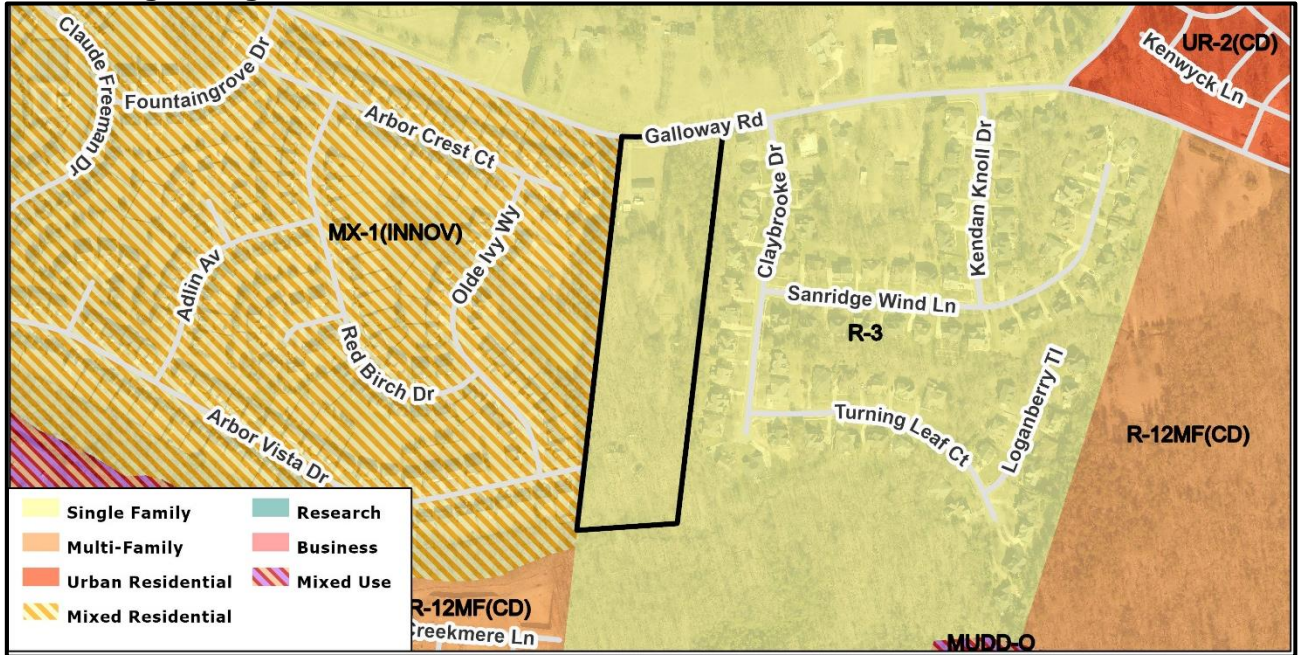 Claude Freeman Dr
Fountaingrove Dr
Arbor Crest Ct
Galloway Rd
UR-2(CD)
Kenwyck Ln
MX-1(INNOV)
Olde Ivy Wy
Adlin Av
Red Birch Dr
Arbor Vista Dr
Claybrooke Dr
Kendan Knoll Dr
Sanridge Wind Ln
R-3
Turning Leaf Ct
Loganberry Tl
R-12MF(CD)
R-12MF(CD)
Creekmere Ln
MUDD-O
Single Family
Multi-Family
Urban Residential
Mixed Residential
Research
Business
Mixed Use